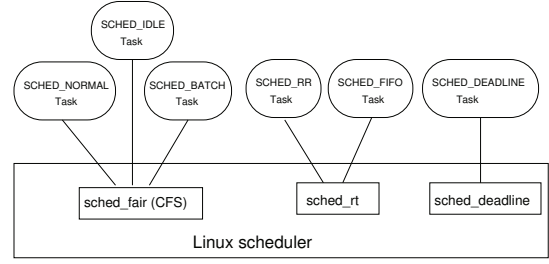 SCHED_IDLE
Task
SCHED_NORMAL
Task
SCHED_BATCH
Task
SCHED_RR
Task
SCHED_FIFO
Task
SCHED_DEADLINE
Task
sched_fair (CFS)
sched_rt
sched_deadline
Linux scheduler